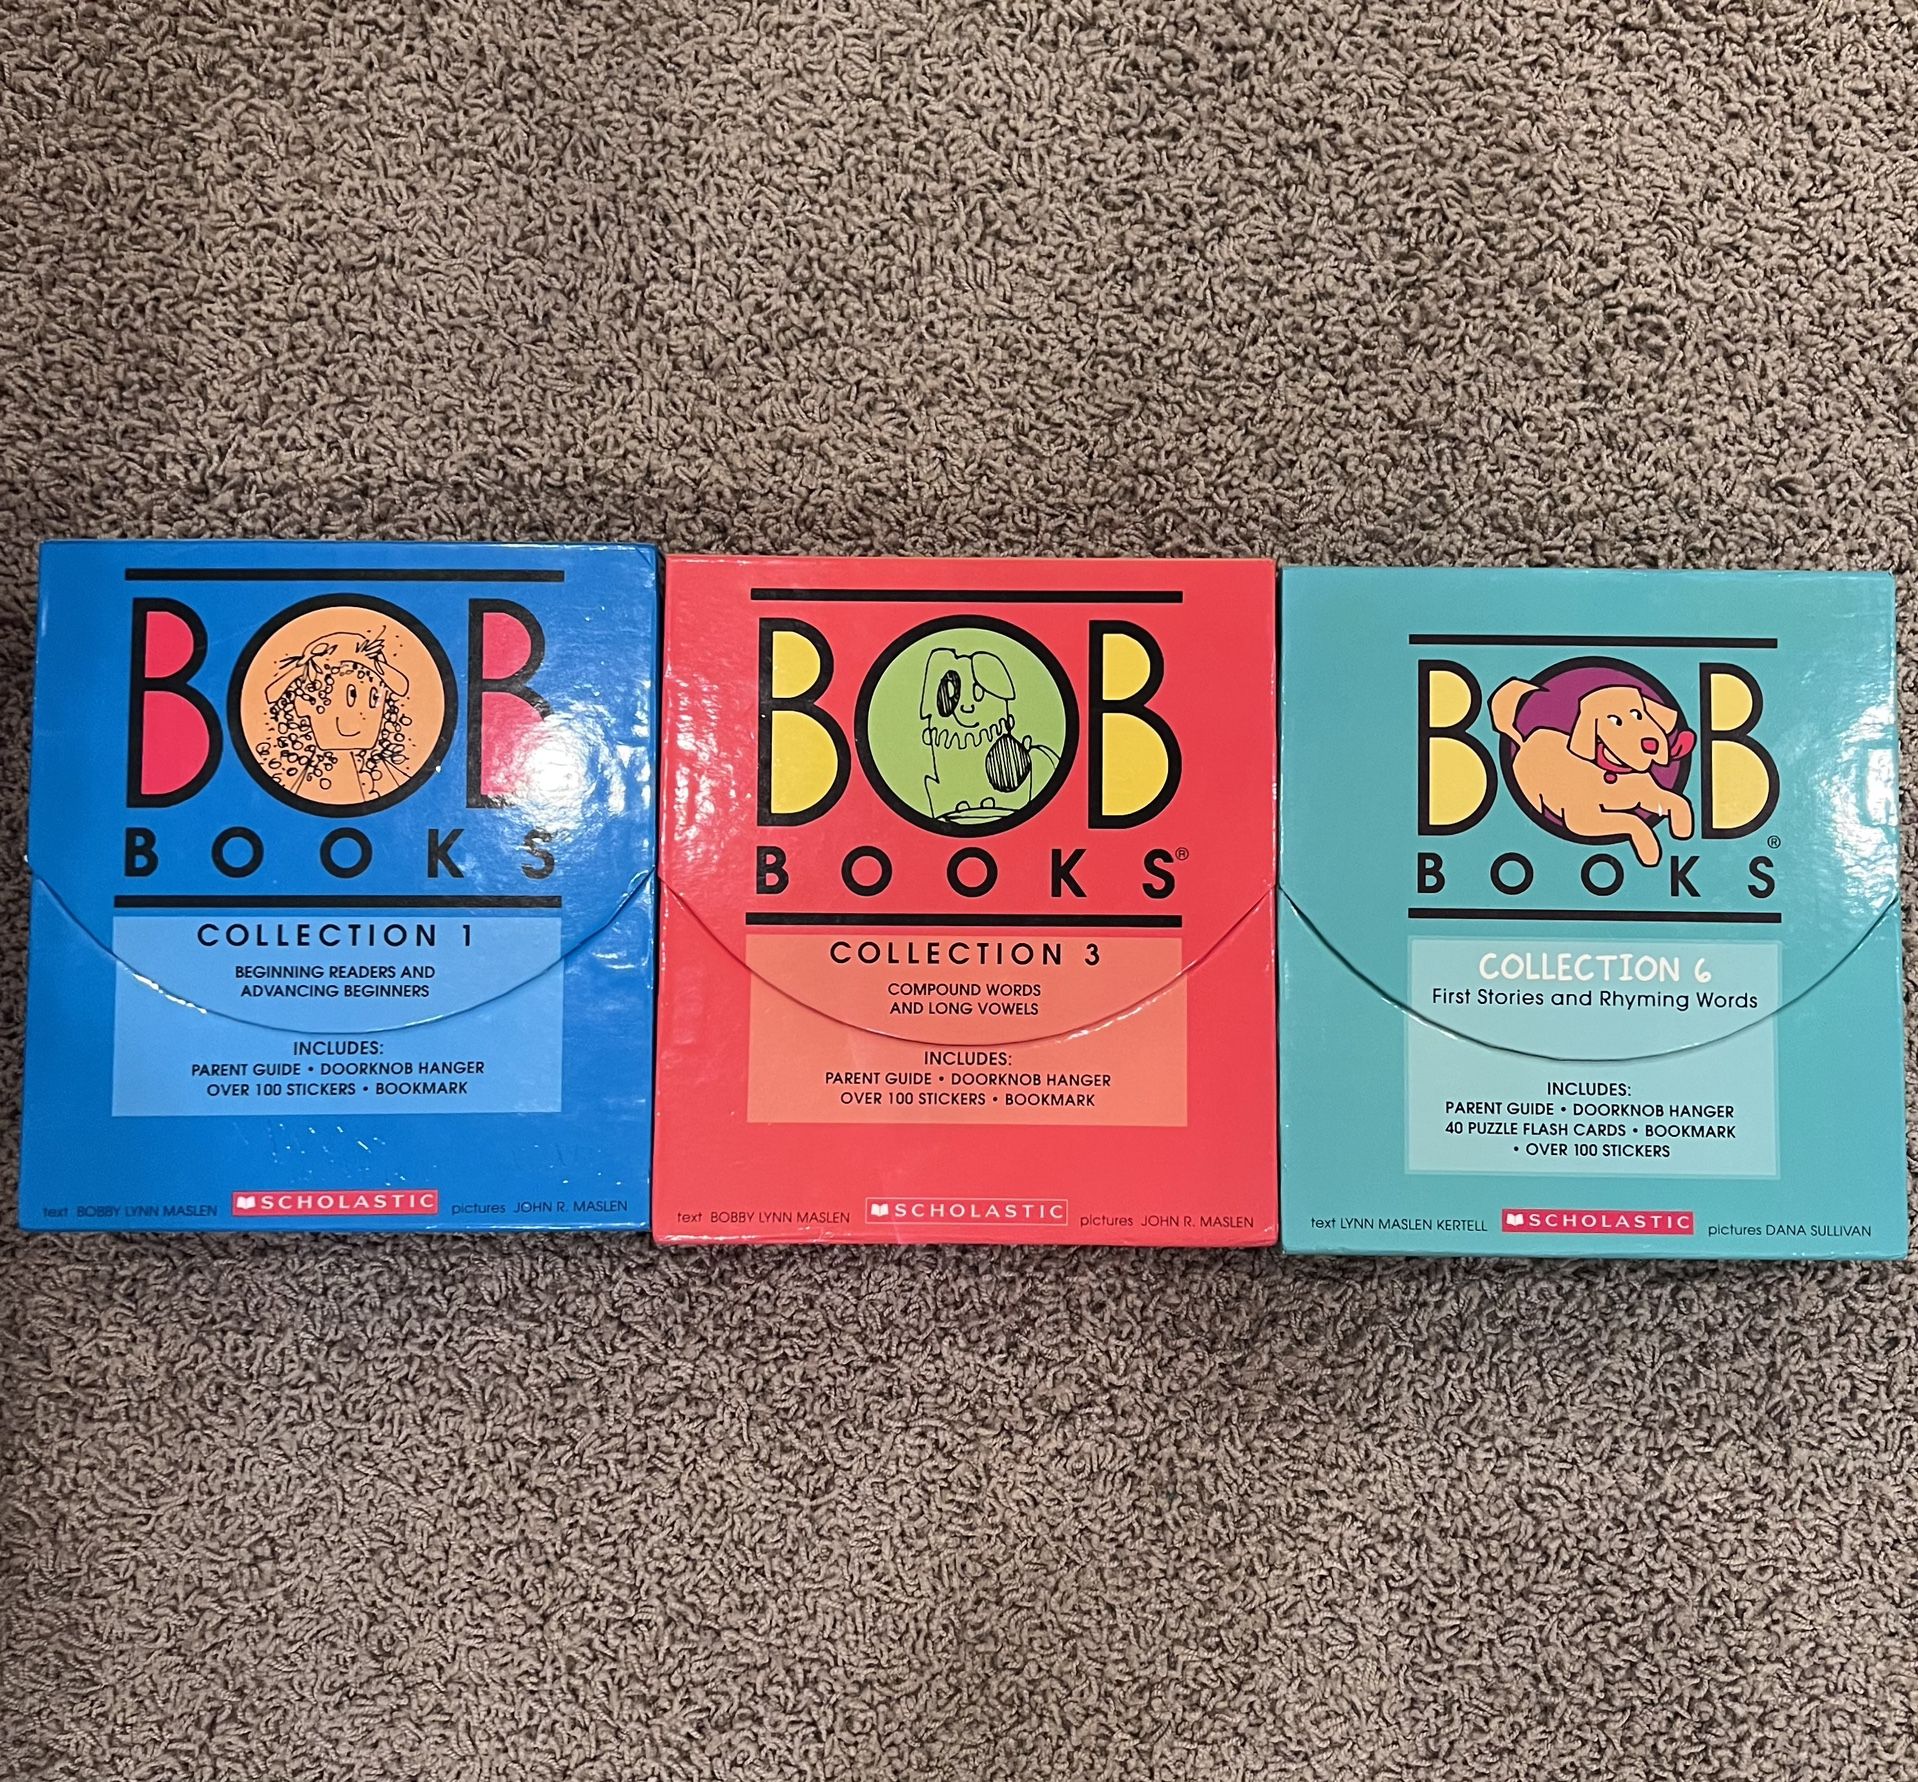 BOB
BOOKS
COLLECTION 1
BEGINNING READERS AND
ADVANCING BEGINNERS
INCLUDES:
PARENT GUIDE • DOORKNOB HANGER
OVER 100 STICKERS • BOOKMARK
text BOBBY LYNN MASLEN SCHOLASTIC pictures JOHN R. MASLEN
BOB
BOOKS®
COLLECTION 3
COMPOUND WORDS
AND LONG VOWELS
INCLUDES:
PARENT GUIDE • DOORKNOB HANGER
OVER 100 STICKERS • BOOKMARK
text BOBBY LYNN MASLEN SCHOLASTIC pictures JOHN R. MASLEN
BOB®
BOOKS
COLLECTION 6
First Stories and Rhyming Words
INCLUDES:
PARENT GUIDE • DOORKNOB HANGER
40 PUZZLE FLASH CARDS • BOOKMARK
• OVER 100 STICKERS
text LYNN MASLEN KERTELL SCHOLASTIC pictures DANA SULLIVAN